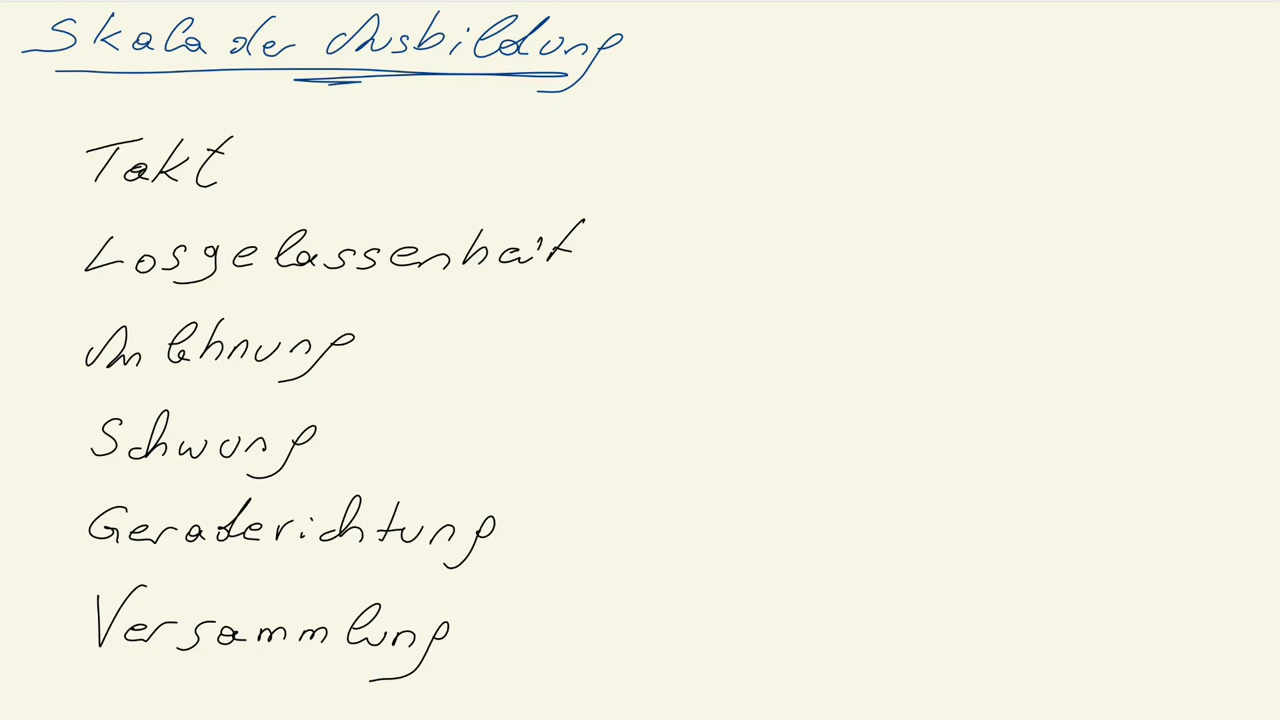 Skala der Ausbildung
Takt
Losgelassenheit
Anlehnung
Schwung
Geraderichtung
Versammlung